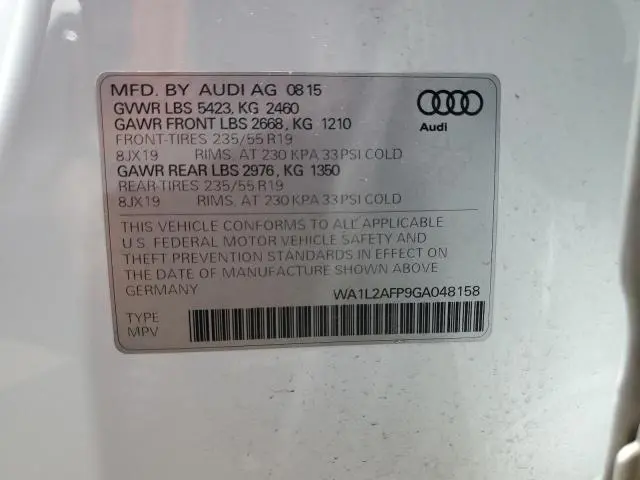 MFD. BY AUDI AG 08 15
GVWR LBS 5423, KG 2460
GAWR FRONT LBS 2668, KG 1210
FRONT-TIRES 235/55 R19
8JX19 RIMS, AT 230 KPA 33 PSI COLD
GAWR REAR LBS 2976, KG 1350
REAR-TIRES 235/55 R19
8JX19 RIMS, AT 230 KPA 33 PSI COLD
Audi
THIS VEHICLE CONFORMS TO ALL APPLICABLE
U.S. FEDERAL MOTOR VEHICLE SAFETY AND
THEFT PREVENTION STANDARDS IN EFFECT ON
THE DATE OF MANUFACTURE SHOWN ABOVE
GERMANY WA1L2AFP9GA048158
TYPE
MPV